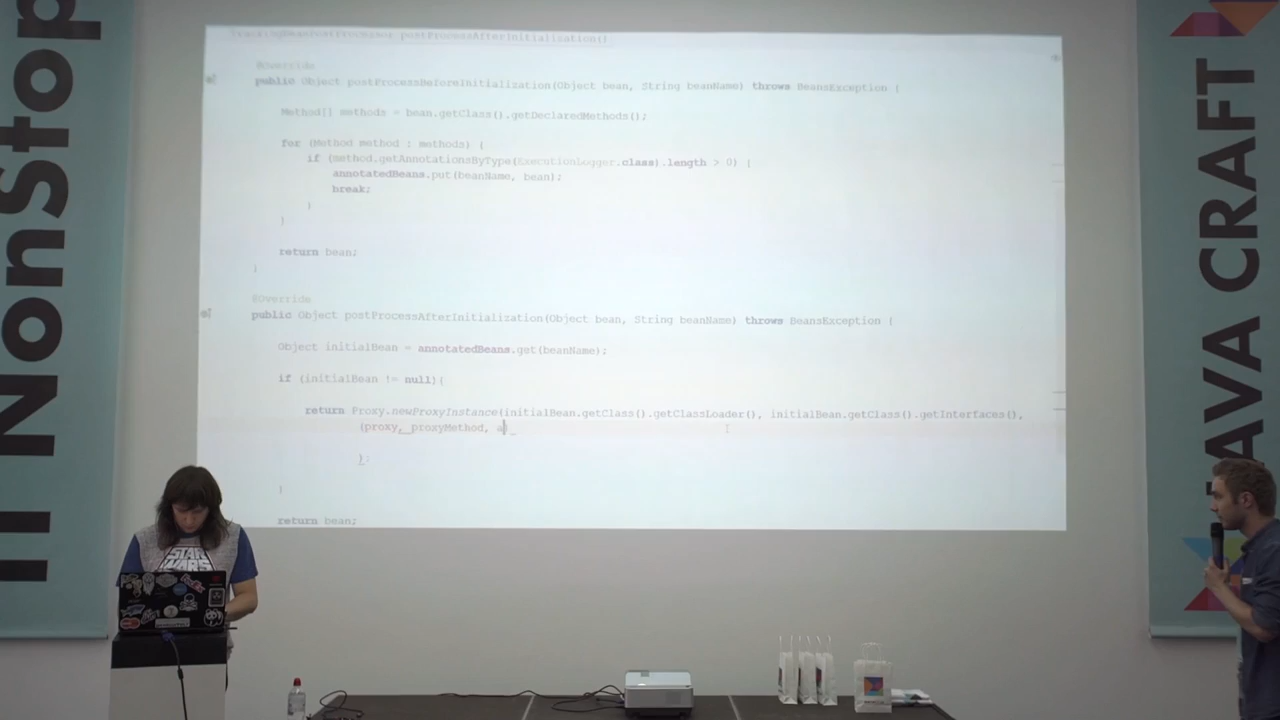 IT NonStop
postProcessAfterInitialization()
@Override
public Object postProcessBeforeInitialization(Object bean, String beanName) throws BeansException {
Method[] methods = bean.getClass().getDeclaredMethods();
for (Method method : methods) {
if (method.getAnnotationsByType(ExecutionLogger.class).length > 0) {
annotatedBeans.put(beanName, bean);
break;
}
}
return bean;
}
@Override
public Object postProcessAfterInitialization(Object bean, String beanName) throws BeansException {
Object initialBean = annotatedBeans.get(beanName);
if (initialBean != null){
return Proxy.newProxyInstance(initialBean.getClass().getClassLoader(), initialBean.getClass().getInterfaces(),
(proxy, proxyMethod, a)
);
}
return bean;
JAVA CRAFT
STAR
WARS